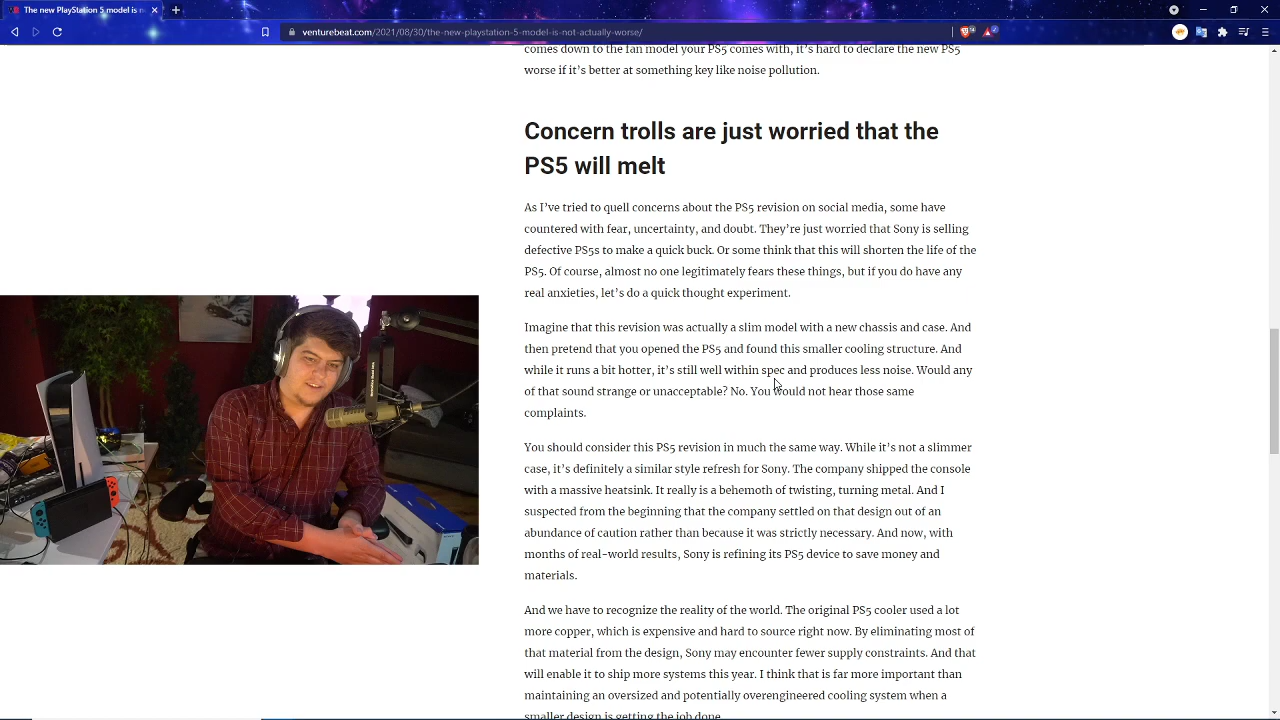 The new PlayStation 5 model is n
venturebeat.com/2021/08/30/the-new-playstation-5-model-is-not-actually-worse/
comes down to the fan model your PS5 comes with, it's hard to declare the new PS5
worse if it's better at something key like noise pollution.
Concern trolls are just worried that the
PS5 will melt
As I've tried to quell concerns about the PS5 revision on social media, some have
countered with fear, uncertainty, and doubt. They're just worried that Sony is selling
defective PS5s to make a quick buck. Or some think that this will shorten the life of the
PS5. Of course, almost no one legitimately fears these things, but if you do have any
real anxieties, let's do a quick thought experiment.
Imagine that this revision was actually a slim model with a new chassis and case. And
then pretend that you opened the PS5 and found this smaller cooling structure. And
while it runs a bit hotter, it's still well within spec and produces less noise. Would any
of that sound strange or unacceptable? No. You would not hear those same
complaints.
You should consider this PS5 revision in much the same way. While it's not a slimmer
case, it's definitely a similar style refresh for Sony. The company shipped the console
with a massive heatsink. It really is a behemoth of twisting, turning metal. And I
suspected from the beginning that the company settled on that design out of an
abundance of caution rather than because it was strictly necessary. And now, with
months of real-world results, Sony is refining its PS5 device to save money and
materials.
And we have to recognize the reality of the world. The original PS5 cooler used a lot
more copper, which is expensive and hard to source right now. By eliminating most of
that material from the design, Sony may encounter fewer supply constraints. And that
will enable it to ship more systems this year. I think that is far more important than
maintaining an oversized and potentially overengineered cooling system when a
smaller design is getting the job done.